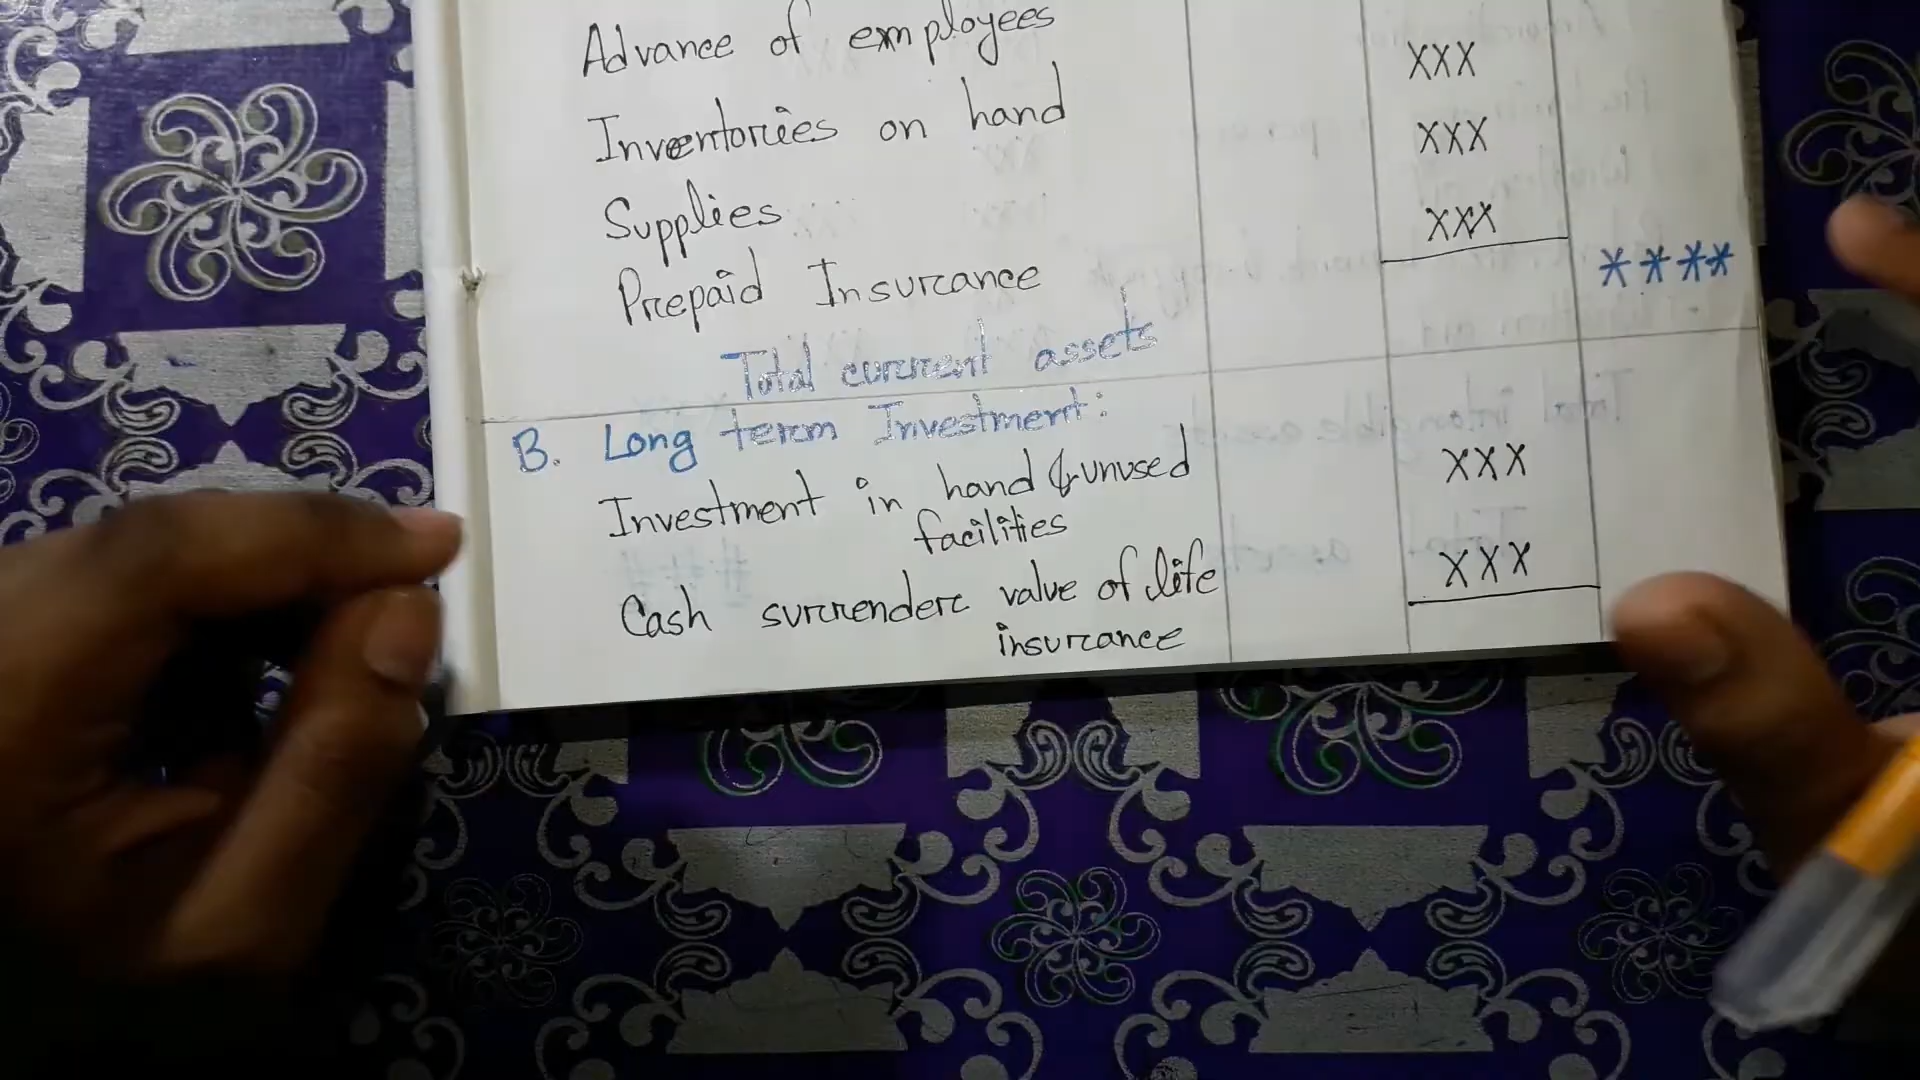 Advance of employees XXX
Inventories on hand XXX
Supplies XXX
Prepaid Insurance ****
Total current assets
B. Long term Investment:
Investment in hand & unused XXX
facilities
Cash surrender value of life XXX
insurance